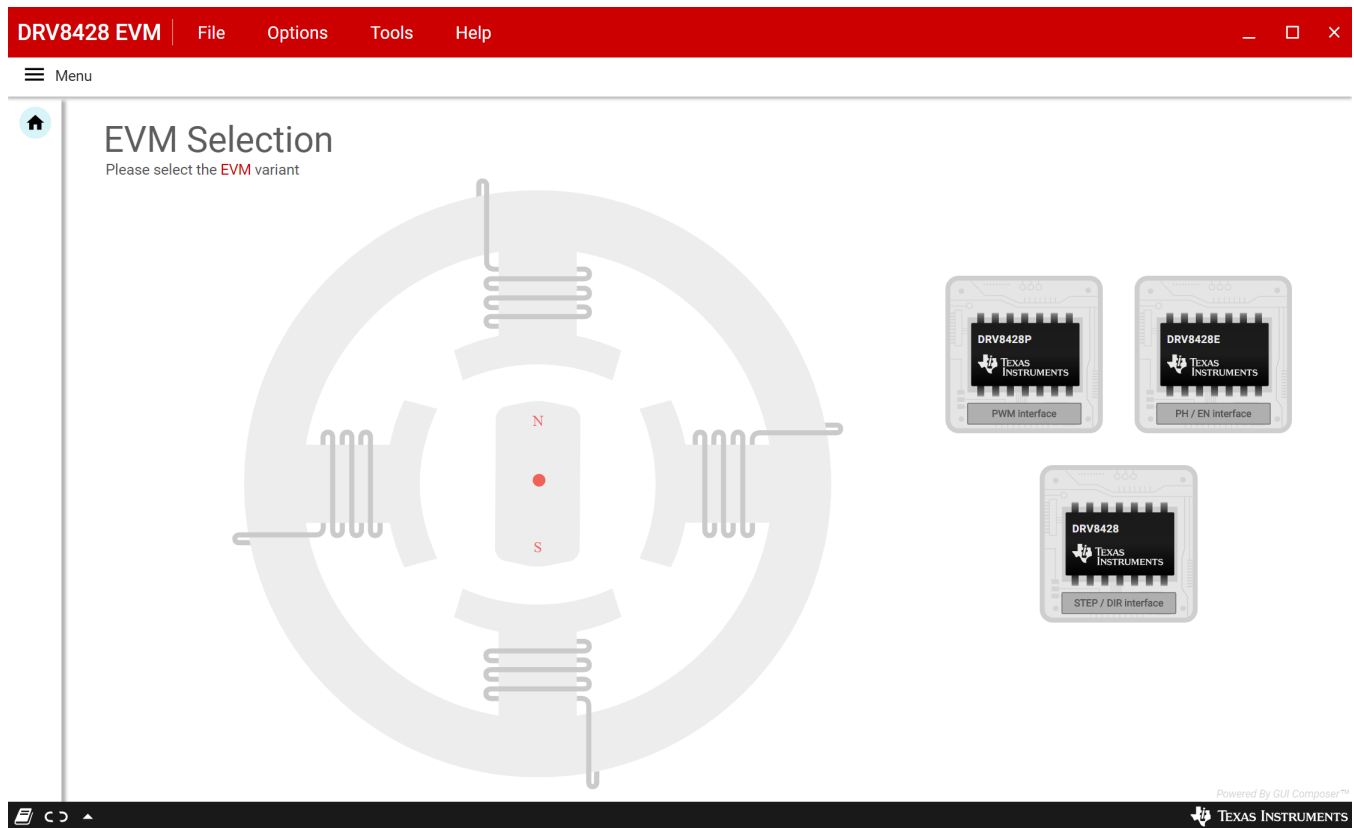 DRV8428 EVM File Options Tools Help
Menu
EVM Selection
Please select the EVM variant
N
S
DRV8428P
TEXAS
INSTRUMENTS
PWM interface
DRV8428E
TEXAS
INSTRUMENTS
PH / EN interface
DRV8428
TEXAS
INSTRUMENTS
STEP / DIR interface
Powered By GUI Composer™
TEXAS INSTRUMENTS